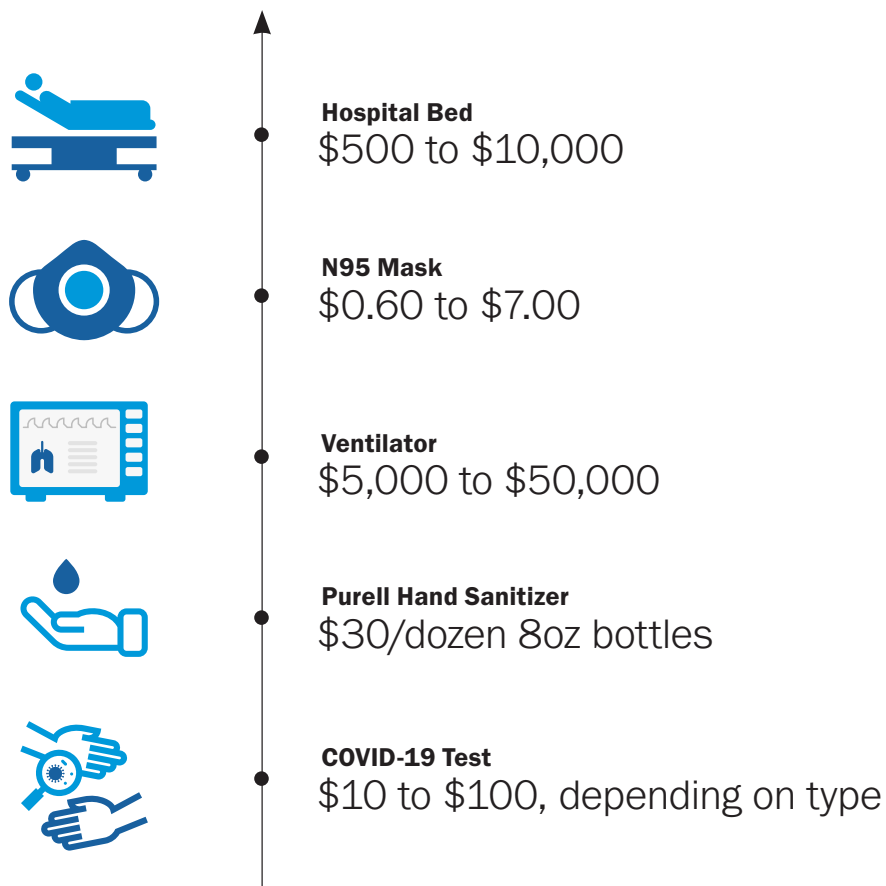 Hospital Bed
$500 to $10,000
N95 Mask
$0.60 to $7.00
Ventilator
$5,000 to $50,000
Purell Hand Sanitizer
$30/dozen 8oz bottles
COVID-19 Test
$10 to $100, depending on type